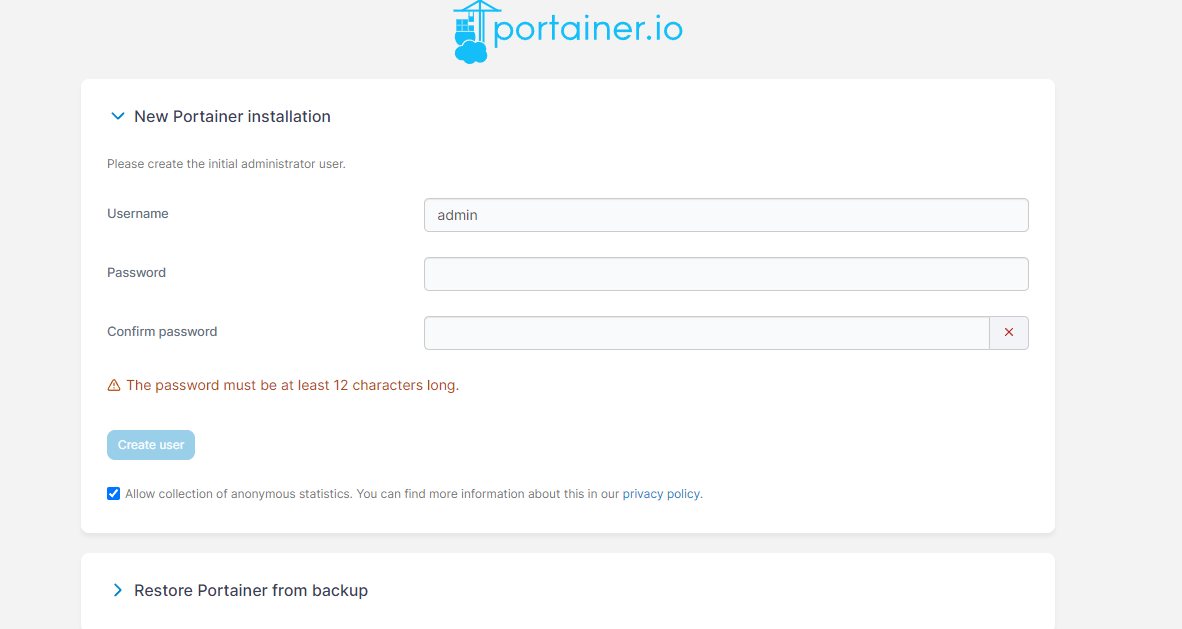 portainer.io
New Portainer installation
Please create the initial administrator user.
Username
admin
Password
Confirm password
The password must be at least 12 characters long.
Create user
Allow collection of anonymous statistics. You can find more information about this in our privacy policy.
Restore Portainer from backup